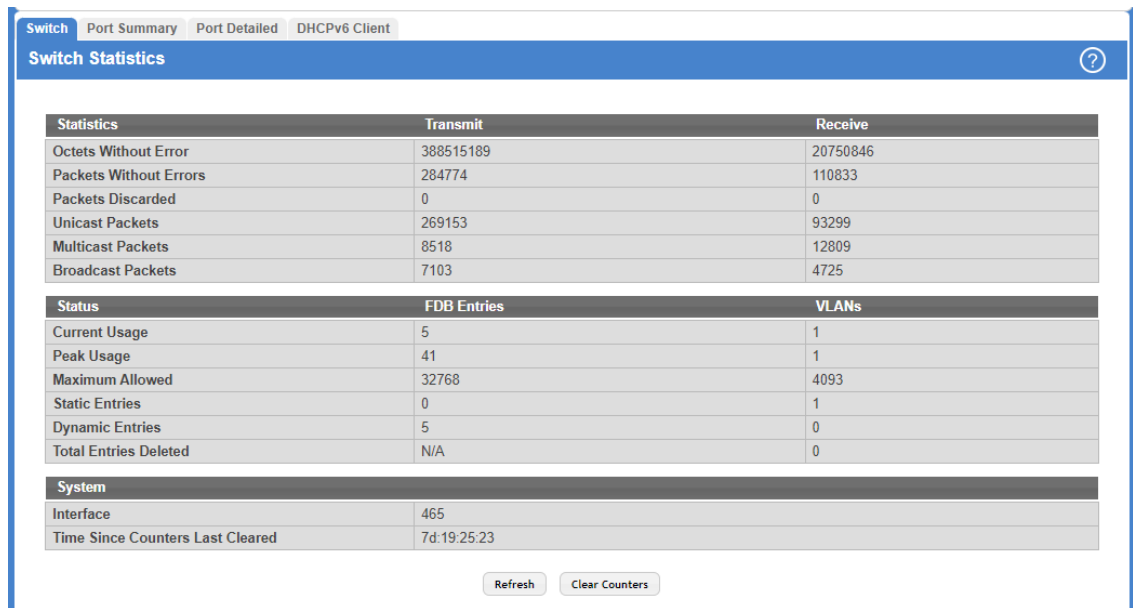 Switch Port Summary Port Detailed DHCPv6 Client
Switch Statistics ?
Statistics Transmit Receive
Octets Without Error 388515189 20750846
Packets Without Errors 284774 110833
Packets Discarded 0 0
Unicast Packets 269153 93299
Multicast Packets 8518 12809
Broadcast Packets 7103 4725
Status FDB Entries VLANs
Current Usage 5 1
Peak Usage 41 1
Maximum Allowed 32768 4093
Static Entries 0 1
Dynamic Entries 5 0
Total Entries Deleted N/A 0
System
Interface 465
Time Since Counters Last Cleared 7d:19:25:23
Refresh Clear Counters